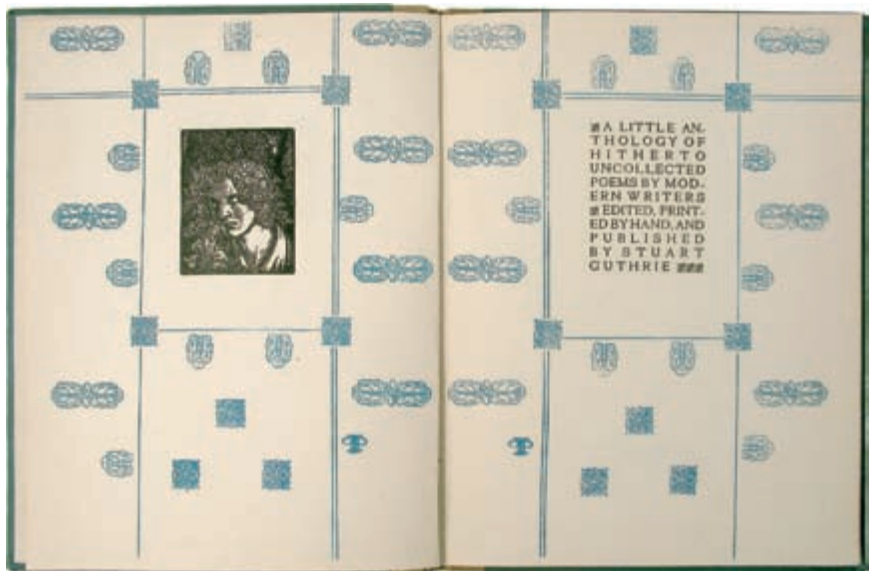 A LITTLE AN-
THOLOGY OF
HITHERTO
UNCOLLECTED
POEMS BY MOD-
ERN WRITERS
EDITED, PRINT-
ED BY HAND, AND
PUBLISHED
BY STUART
GUTHRIE